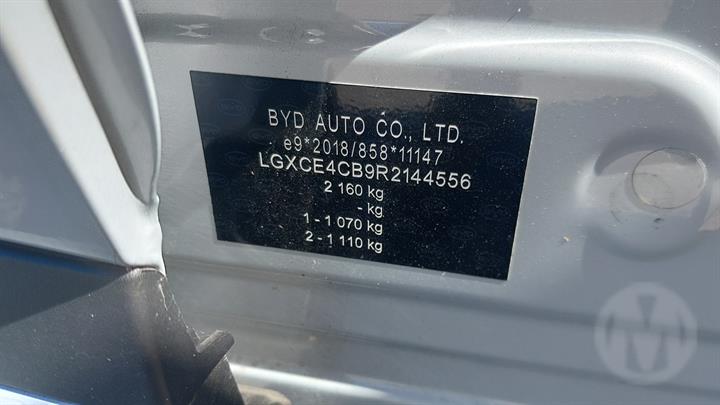 BYD AUTO CO., LTD.
e9*2018/858*11147
LGXCE4CB9R2144556
2 160 kg
- kg
1 - 1 070 kg
2 - 1 110 kg